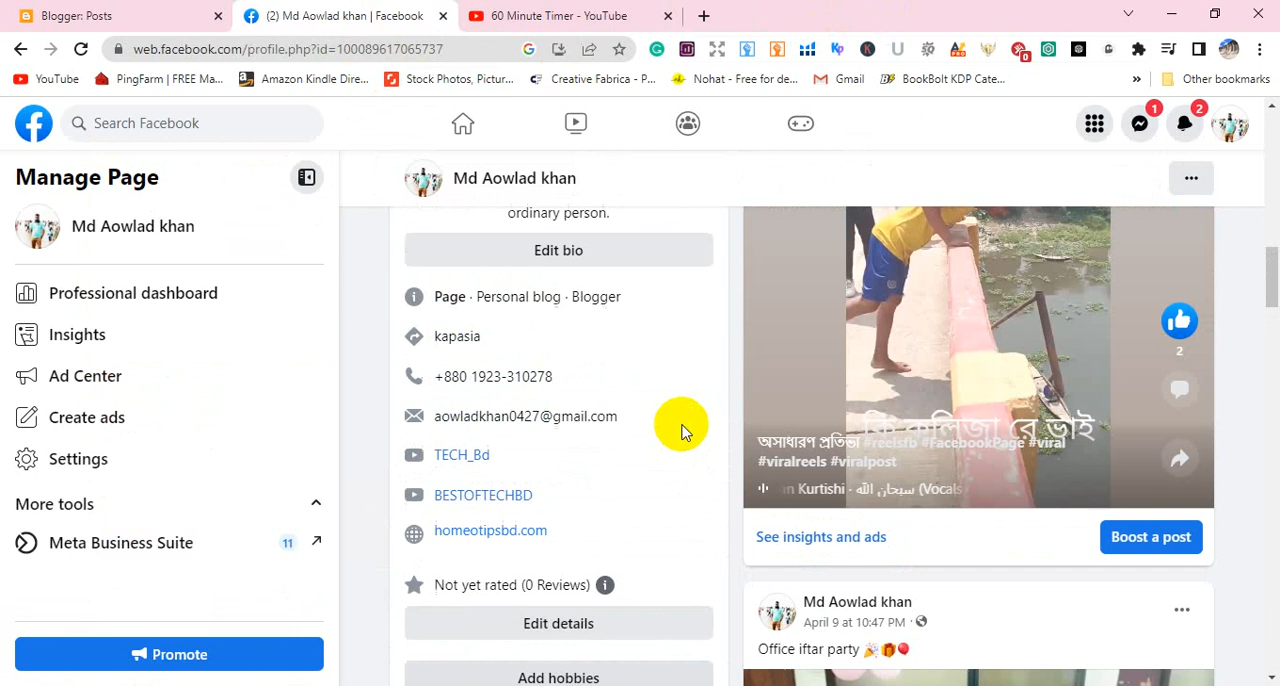 Blogger: Posts
(2) Md Aowlad khan | Facebook
60 Minute Timer - YouTube
web.facebook.com/profile.php?id=100089617065737
YouTube
PingFarm | FREE Ma...
Amazon Kindle Dire...
Stock Photos, Pictur...
Creative Fabrica - P...
Nohat - Free for de...
Gmail
BookBolt KDP Cate...
Other bookmarks
Search Facebook
1
2
Manage Page
Md Aowlad khan
Professional dashboard
Insights
Ad Center
Create ads
Settings
More tools
Meta Business Suite
11
Promote
Md Aowlad khan
ordinary person.
Edit bio
Page · Personal blog · Blogger
kapasia
+880 1923-310278
aowladkhan0427@gmail.com
TECH_Bd
BESTOFTECHBD
homeotipsbd.com
Not yet rated (0 Reviews)
Edit details
Add hobbies
2
কি কলিজা রে ভাই
অসাধারণ প্রতিভা #reelsfb #FacebookPage #viral
#viralreels #viralpost
an Kurtishi · سبحان الله (Vocals
See insights and ads
Boost a post
Md Aowlad khan
April 9 at 10:47 PM ·
Office iftar party 🎉🎁🎈